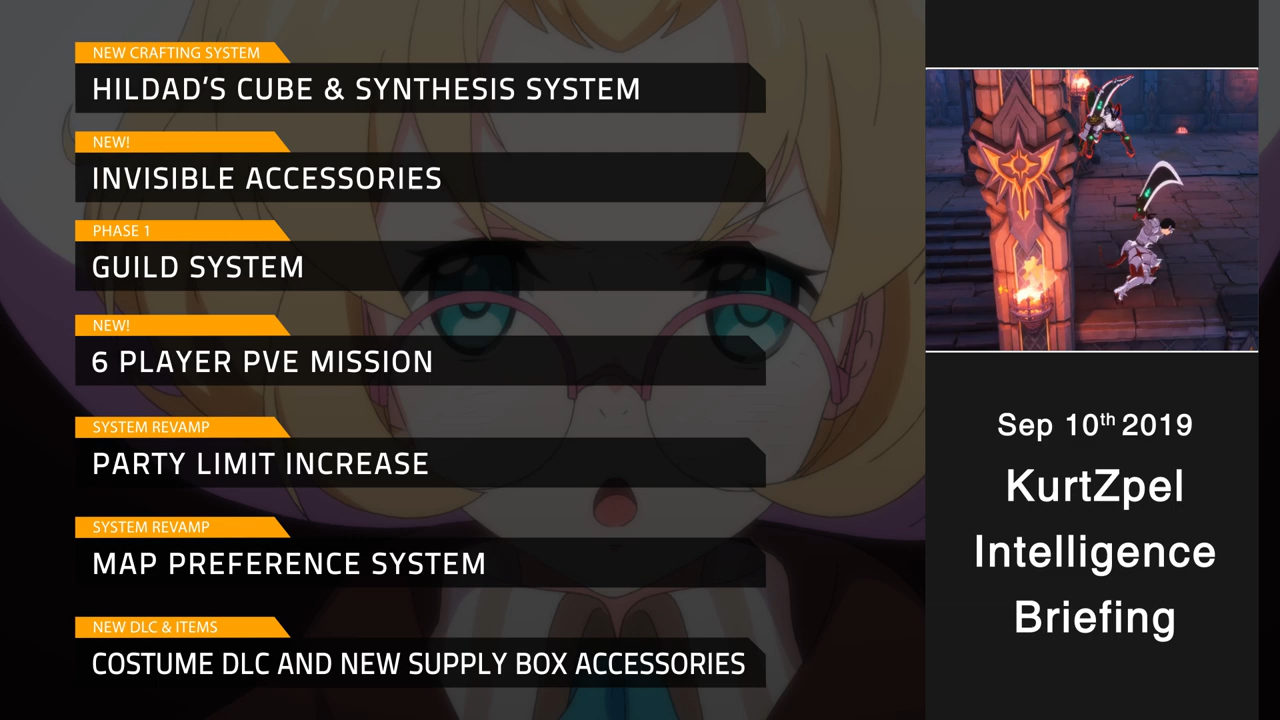 NEW CRAFTING SYSTEM
HILDAD'S CUBE & SYNTHESIS SYSTEM
NEW!
INVISIBLE ACCESSORIES
PHASE 1
GUILD SYSTEM
NEW!
6 PLAYER PVE MISSION
SYSTEM REVAMP
PARTY LIMIT INCREASE
SYSTEM REVAMP
MAP PREFERENCE SYSTEM
NEW DLC & ITEMS
COSTUME DLC AND NEW SUPPLY BOX ACCESSORIES
Sep 10th 2019
KurtZpel
Intelligence
Briefing